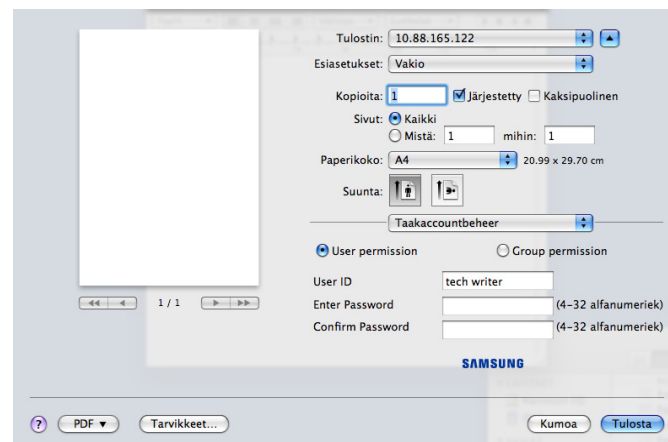 Tulostin: 10.88.165.122
Esiasetukset: Vakio
Kopioita: 1 Järjestetty Kaksipuolinen
Sivut: Kaikki
Mistä: 1 mihin: 1
Paperikoko: A4 20.99 x 29.70 cm
Suunta:
Taakaccountbeheer
User permission Group permission
User ID tech writer
1 / 1 Enter Password (4-32 alfanumeriek)
Confirm Password (4-32 alfanumeriek)
SAMSUNG
? PDF ▼ Tarvikkeet... Kumoa Tulosta